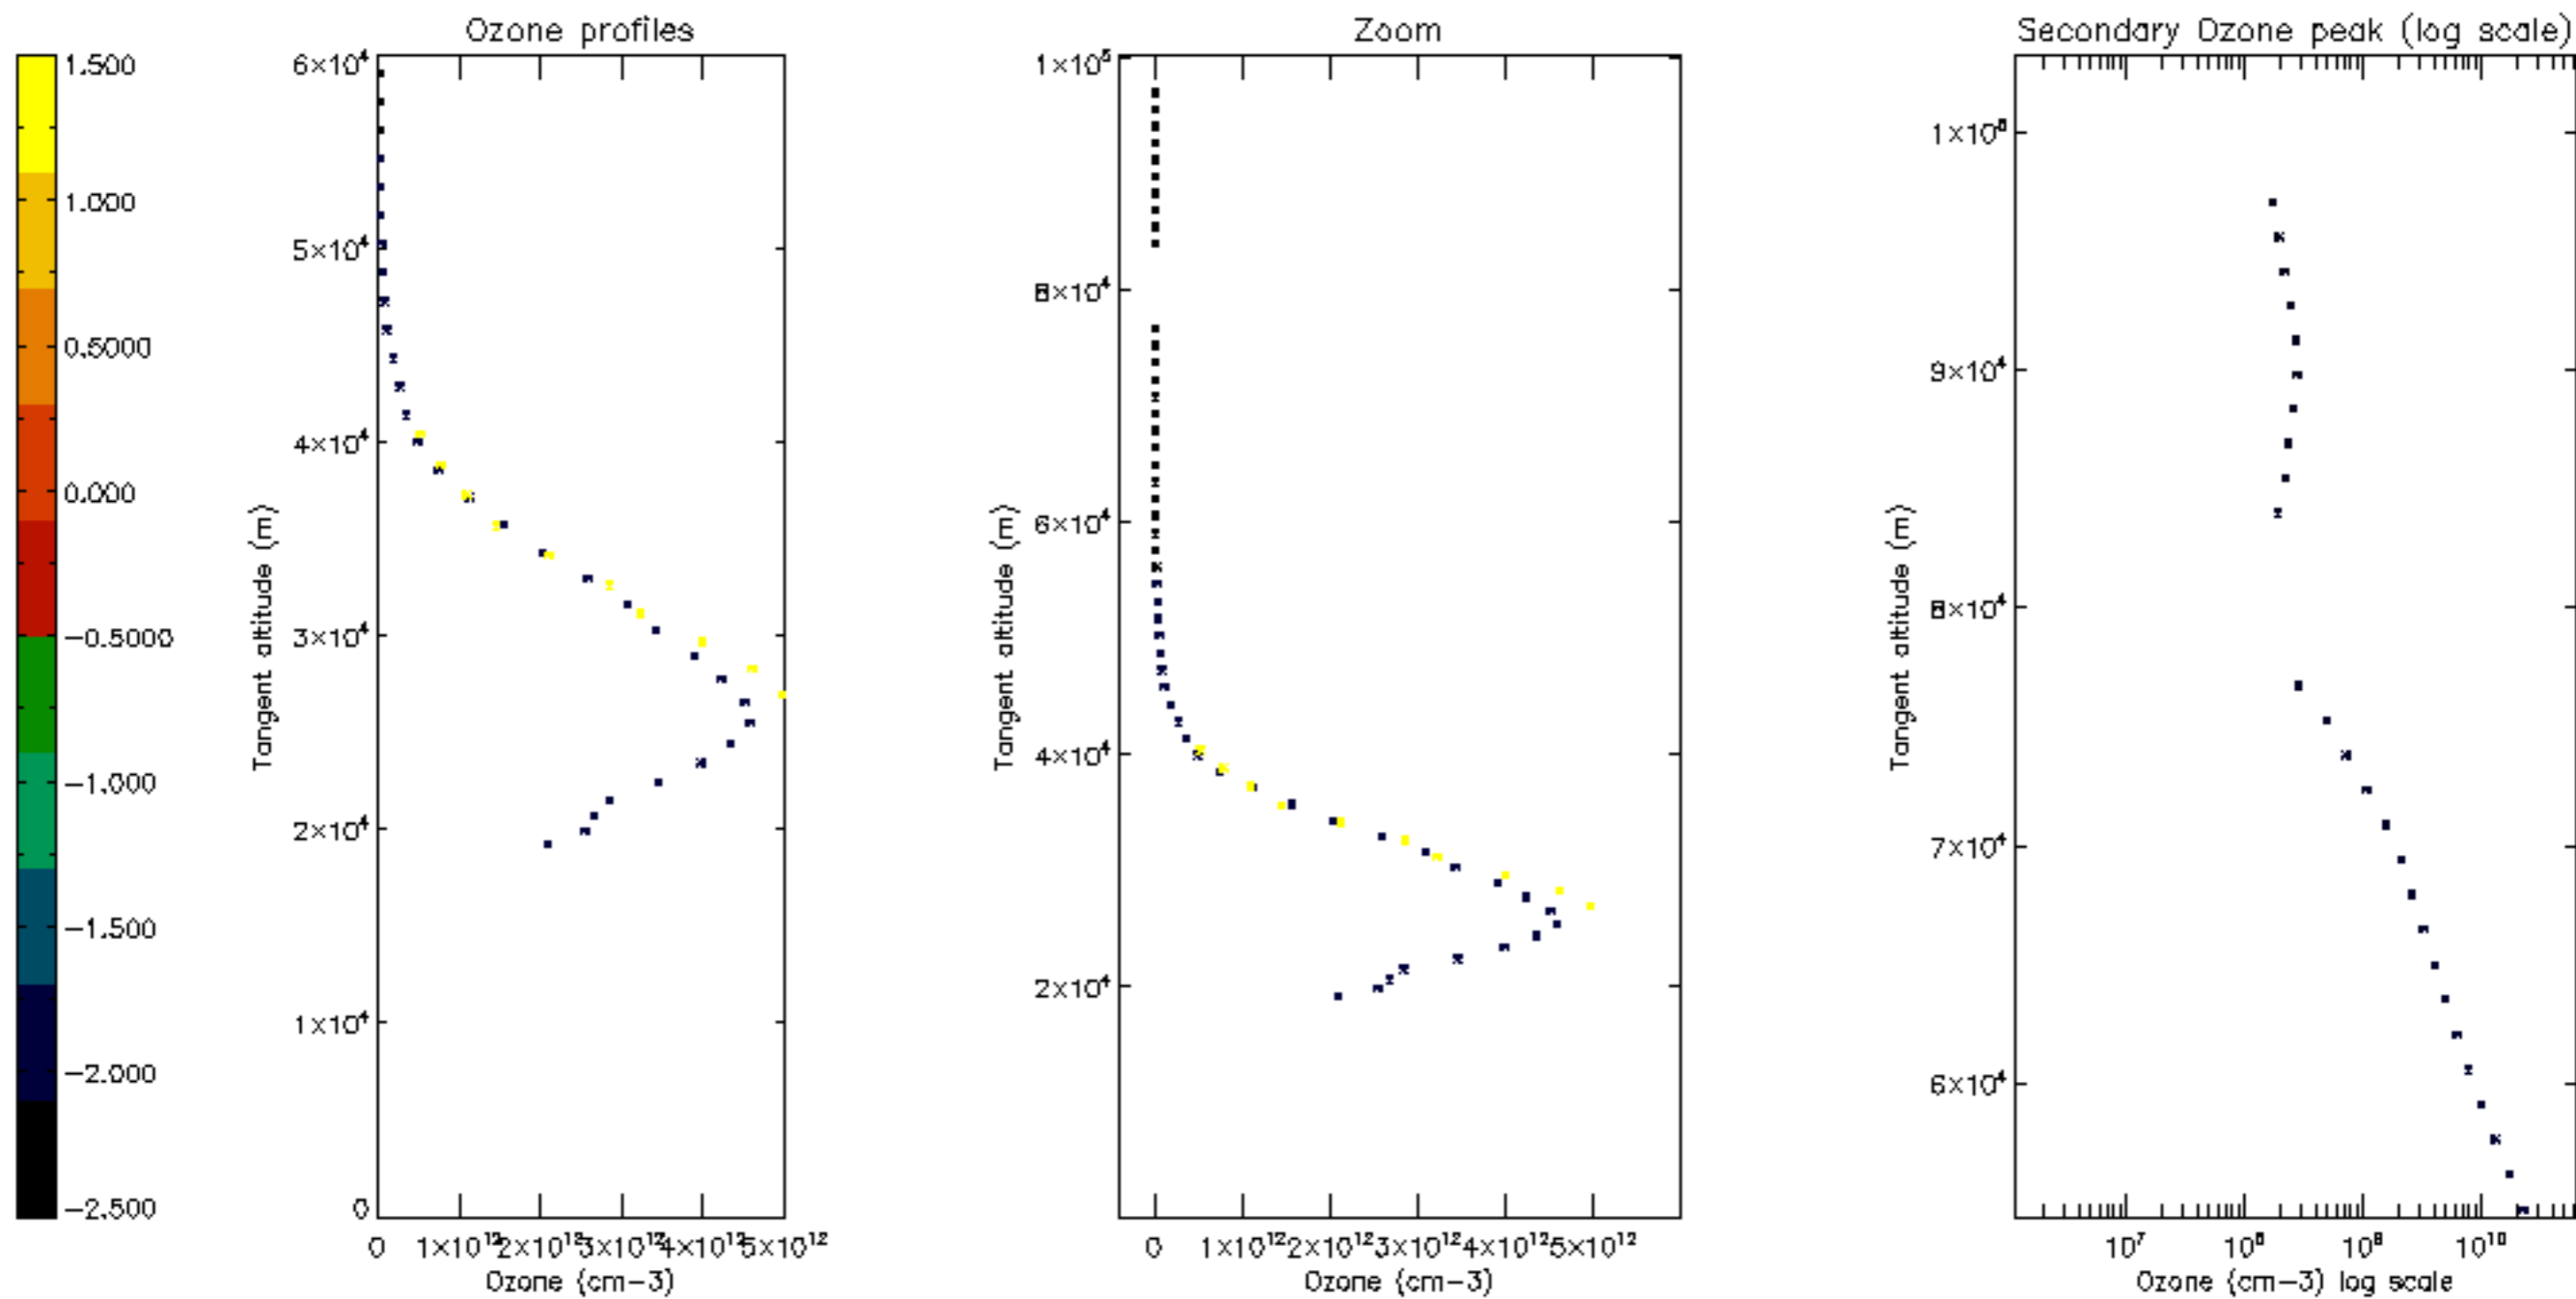 Ozone profiles
Zoom
Secondary Ozone peak (log scale)
1.500
1.000
0.5000
0.000
−0.5000
−1.000
−1.500
−2.000
−2.500
6×10⁴
5×10⁴
4×10⁴
3×10⁴
2×10⁴
1×10⁴
0
Tangent altitude (m)
0 1×10¹² 2×10¹² 3×10¹² 4×10¹² 5×10¹²
Ozone (cm−3)
1×10⁵
8×10⁴
6×10⁴
4×10⁴
2×10⁴
Tangent altitude (m)
0 1×10¹² 2×10¹² 3×10¹² 4×10¹² 5×10¹²
Ozone (cm−3)
1×10⁵
9×10⁴
8×10⁴
7×10⁴
6×10⁴
Tangent altitude (m)
10⁷ 10⁸ 10⁹ 10¹⁰
Ozone (cm−3) log scale